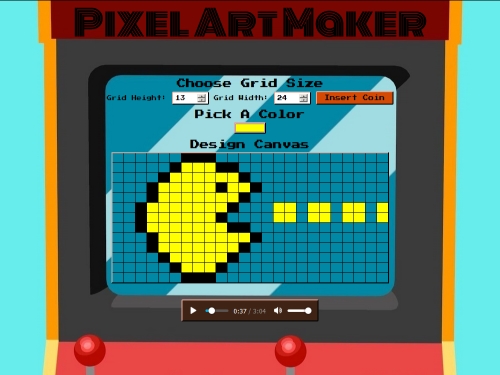 Pixel Art Maker
Choose Grid Size
Grid Height: 13 Grid Width: 24 Insert Coin
Pick A Color
Design Canvas
0:37 / 3:04